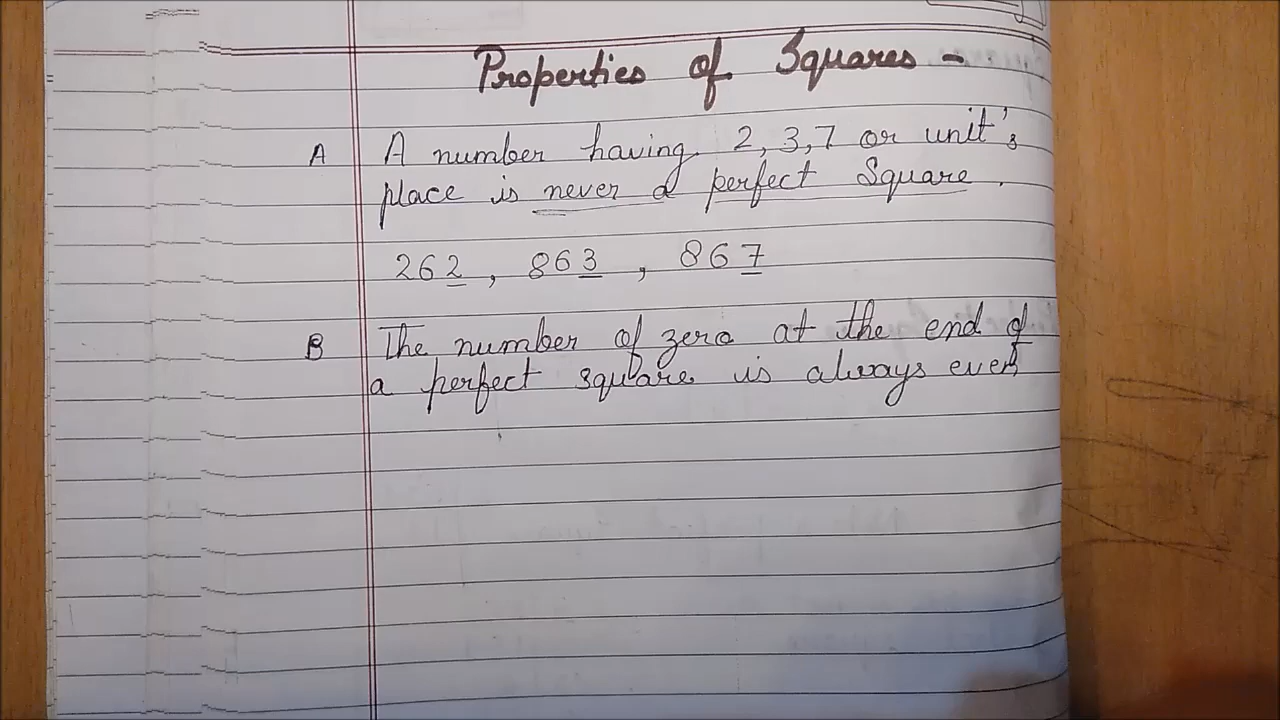 Properties of Squares -
A A number having 2, 3, 7 or unit's
place is never a perfect Square.
262, 863, 867
B The number of zero at the end of
a perfect square is always even